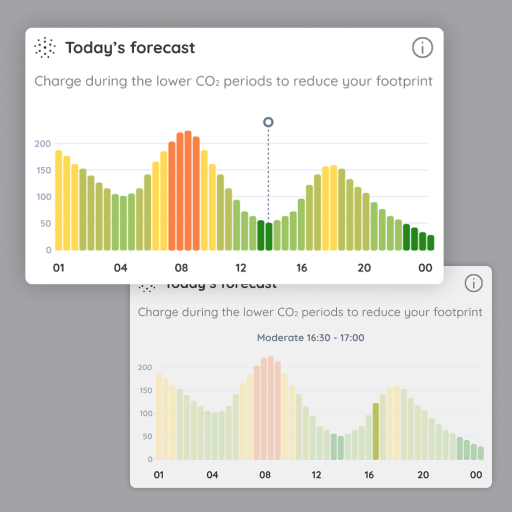 Today's forecast
Charge during the lower CO₂ periods to reduce your footprint
200
150
100
50
0
01 04 08 12 16 20 00
Today's forecast
Charge during the lower CO₂ periods to reduce your footprint
Moderate 16:30 - 17:00
200
150
100
50
0
01 04 08 12 16 20 00